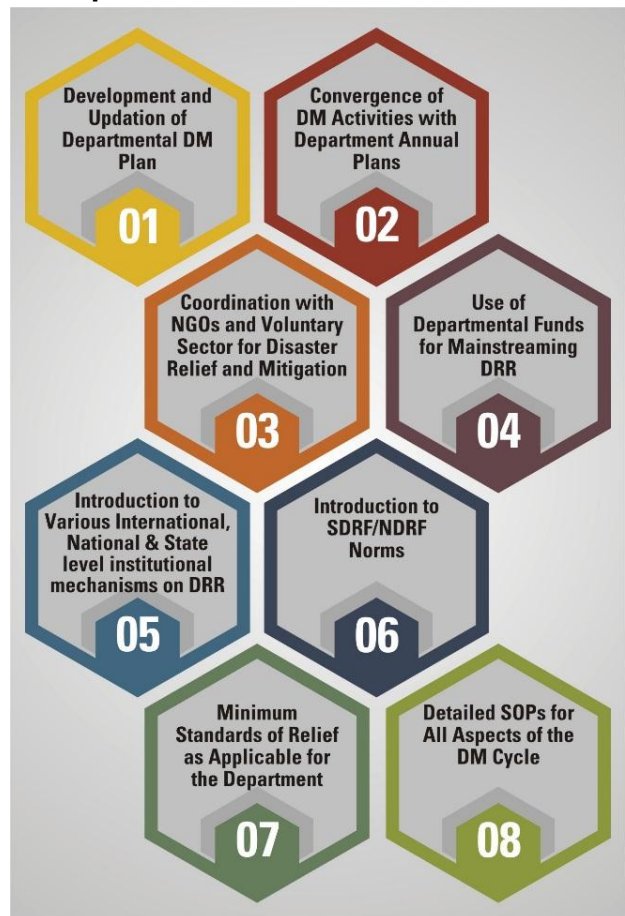 Development and
Updation of
Departmental DM
Plan
01
Convergence of
DM Activities with
Department Annual
Plans
02
Coordination with
NGOs and Voluntary
Sector for Disaster
Relief and Mitigation
03
Use of
Departmental Funds
for Mainstreaming
DRR
04
Introduction to
Various International,
National & State
level institutional
mechanisms on DRR
05
Introduction to
SDRF/NDRF
Norms
06
Minimum
Standards of Relief
as Applicable for
the Department
07
Detailed SOPs for
All Aspects of the
DM Cycle
08